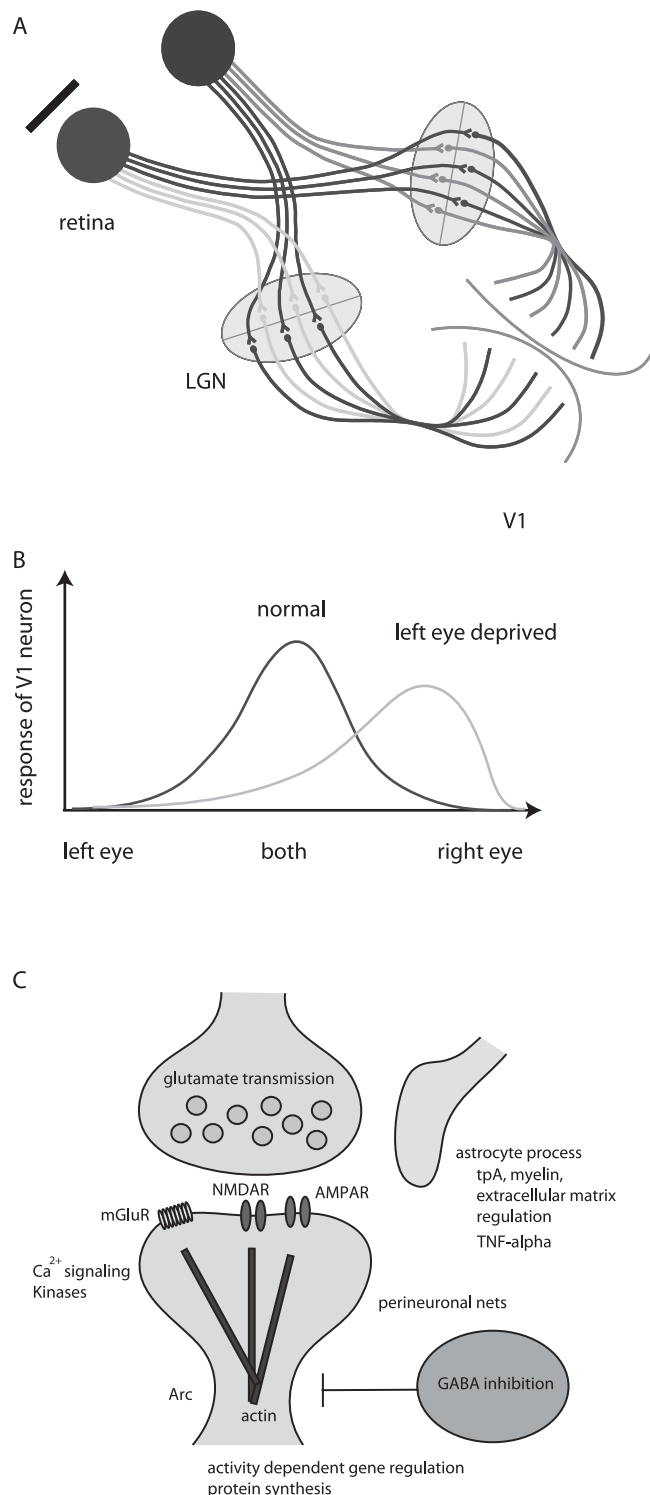 A
retina
LGN
V1
B
response of V1 neuron
normal
left eye deprived
left eye
both
right eye
C
glutamate transmission
astrocyte process
tpA, myelin,
extracellular matrix
regulation
TNF-alpha
NMDAR
AMPAR
mGluR
Ca2+ signaling
Kinases
perineuronal nets
GABA inhibition
Arc
actin
activity dependent gene regulation
protein synthesis